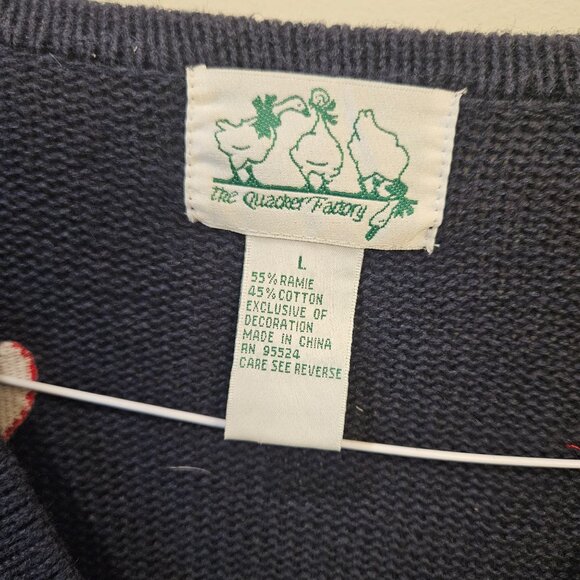 The Quacker Factory
L
55% RAMIE
45% COTTON
EXCLUSIVE OF
DECORATION
MADE IN CHINA
RN 95524
CARE SEE REVERSE